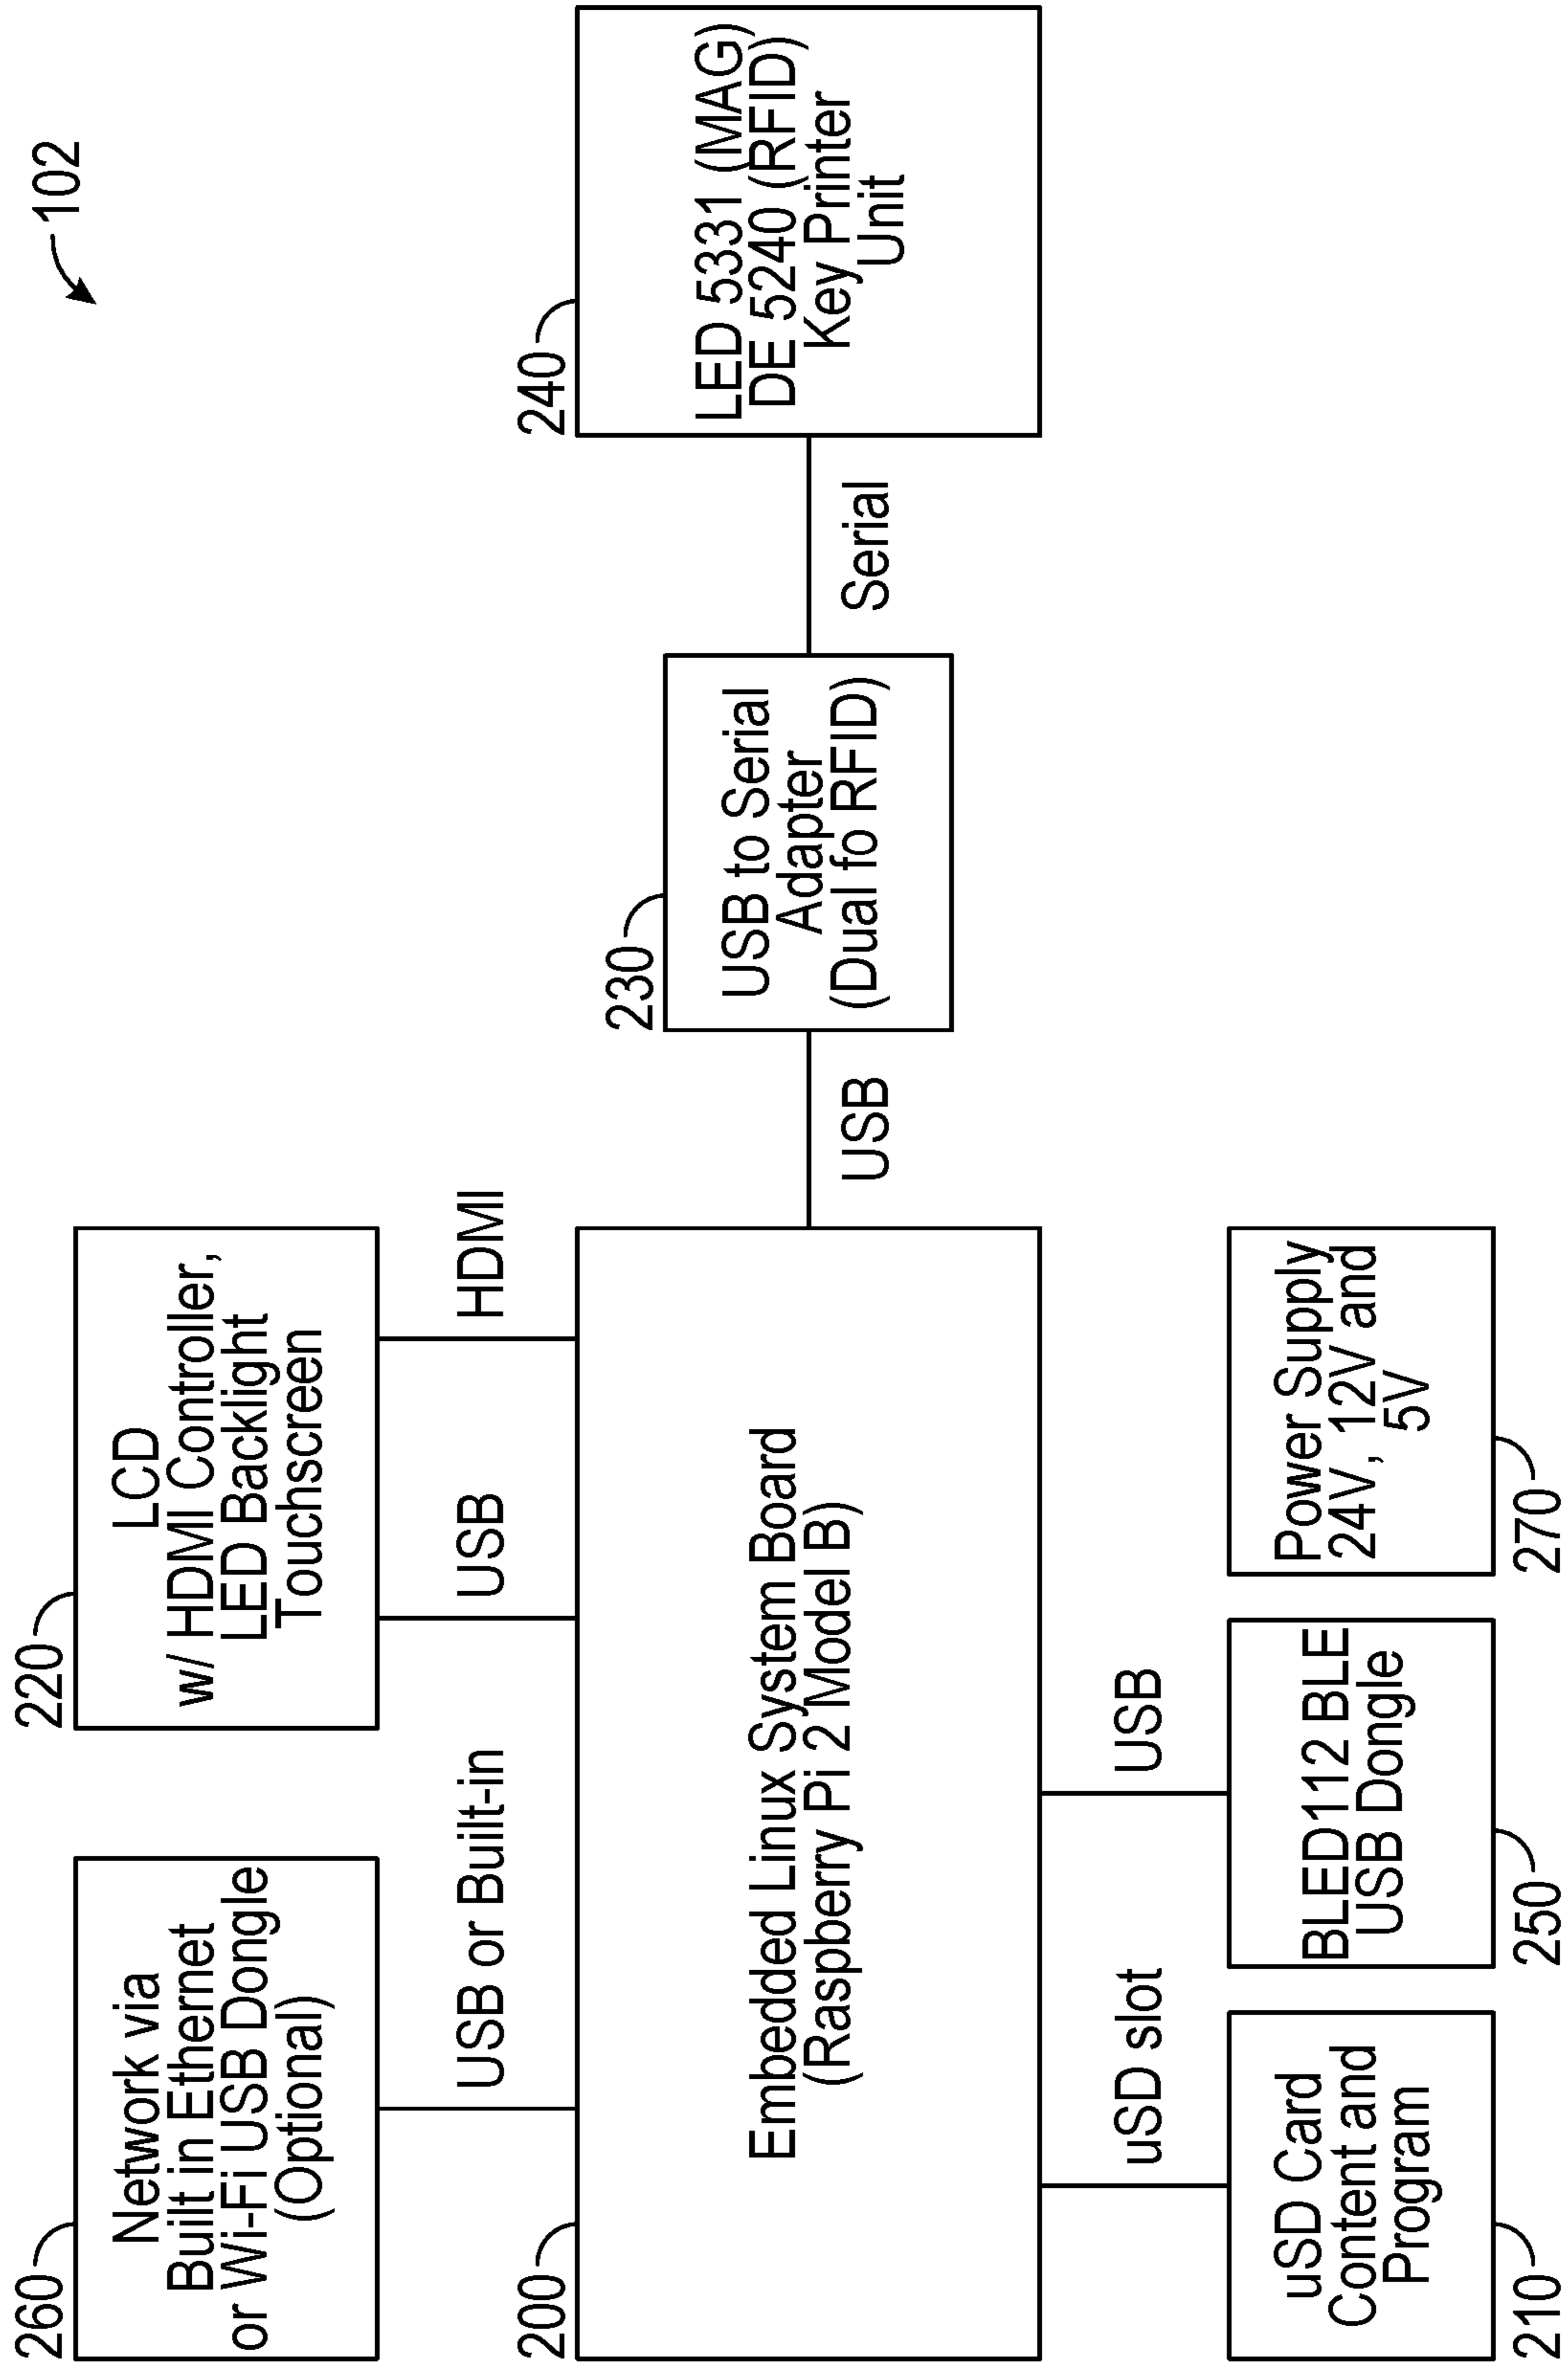 102
260
Network via
Built in Ethernet
or Wi-Fi USB Dongle
(Optional)
220
LCD
w/ HDMI Controller,
LED Backlight
Touchscreen
USB or Built-in
USB
HDMI
200
Embedded Linux System Board
(Raspberry Pi 2 Model B)
USB
230
USB to Serial
Adapter
(Dual fo RFID)
Serial
240
LED 5331 (MAG)
DE 5240 (RFID)
Key Printer
Unit
uSD slot
USB
uSD Card
Content and
Program
210
BLED112 BLE
USB Dongle
250
Power Supply
24V, 12V and
5V
270